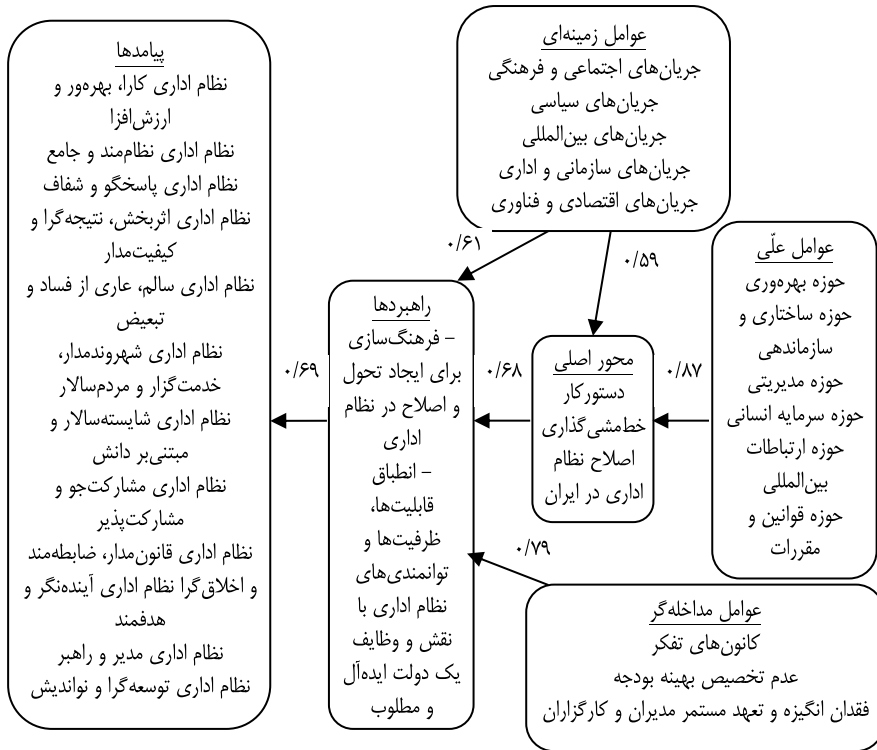 عوامل زمینه‌ای
جریان‌های اجتماعی و فرهنگی
جریان‌های سیاسی
جریان‌های بین‌المللی
جریان‌های سازمانی و اداری
جریان‌های اقتصادی و فناوری
۰/۶۱
۰/۵۹
عوامل علّی
حوزه بهره‌وری
حوزه ساختاری و
سازماندهی
حوزه مدیریتی
حوزه سرمایه انسانی
حوزه ارتباطات
بین‌المللی
حوزه قوانین و
مقررات
۰/۸۷
محور اصلی
دستورکار
خط‌مشی‌گذاری
اصلاح نظام
اداری در ایران
۰/۶۸
راهبردها
– فرهنگ‌سازی
برای ایجاد تحول
و اصلاح در نظام
اداری
– انطباق
قابلیت‌ها،
ظرفیت‌ها و
توانمندی‌های
نظام اداری با
نقش و وظایف
یک دولت ایده‌آل
و مطلوب
۰/۶۹
۰/۷۹
عوامل مداخله‌گر
کانون‌های تفکر
عدم تخصیص بهینه بودجه
فقدان انگیزه و تعهد مستمر مدیران و کارگزاران
پیامدها
نظام اداری کارا، بهره‌ور و
ارزش‌افزا
نظام اداری نظام‌مند و جامع
نظام اداری پاسخگو و شفاف
نظام اداری اثربخش، نتیجه‌گرا و
کیفیت‌مدار
نظام اداری سالم، عاری از فساد و
تبعیض
نظام اداری شهروندمدار،
خدمت‌گزار و مردم‌سالار
نظام اداری شایسته‌سالار و
مبتنی‌بر دانش
نظام اداری مشارکت‌جو و
مشارکت‌پذیر
نظام اداری قانون‌مدار، ضابطه‌مند
و اخلاق‌گرا نظام اداری آینده‌نگر و
هدفمند
نظام اداری مدیر و راهبر
نظام اداری توسعه‌گرا و نواندیش